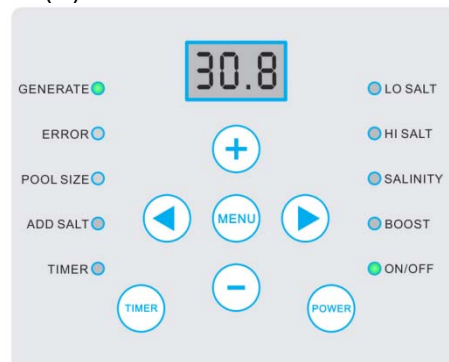 30.8
GENERATE
LO SALT
ERROR
HI SALT
+
POOL SIZE
SALINITY
MENU
ADD SALT
BOOST
TIMER
ON/OFF
−
TIMER
POWER